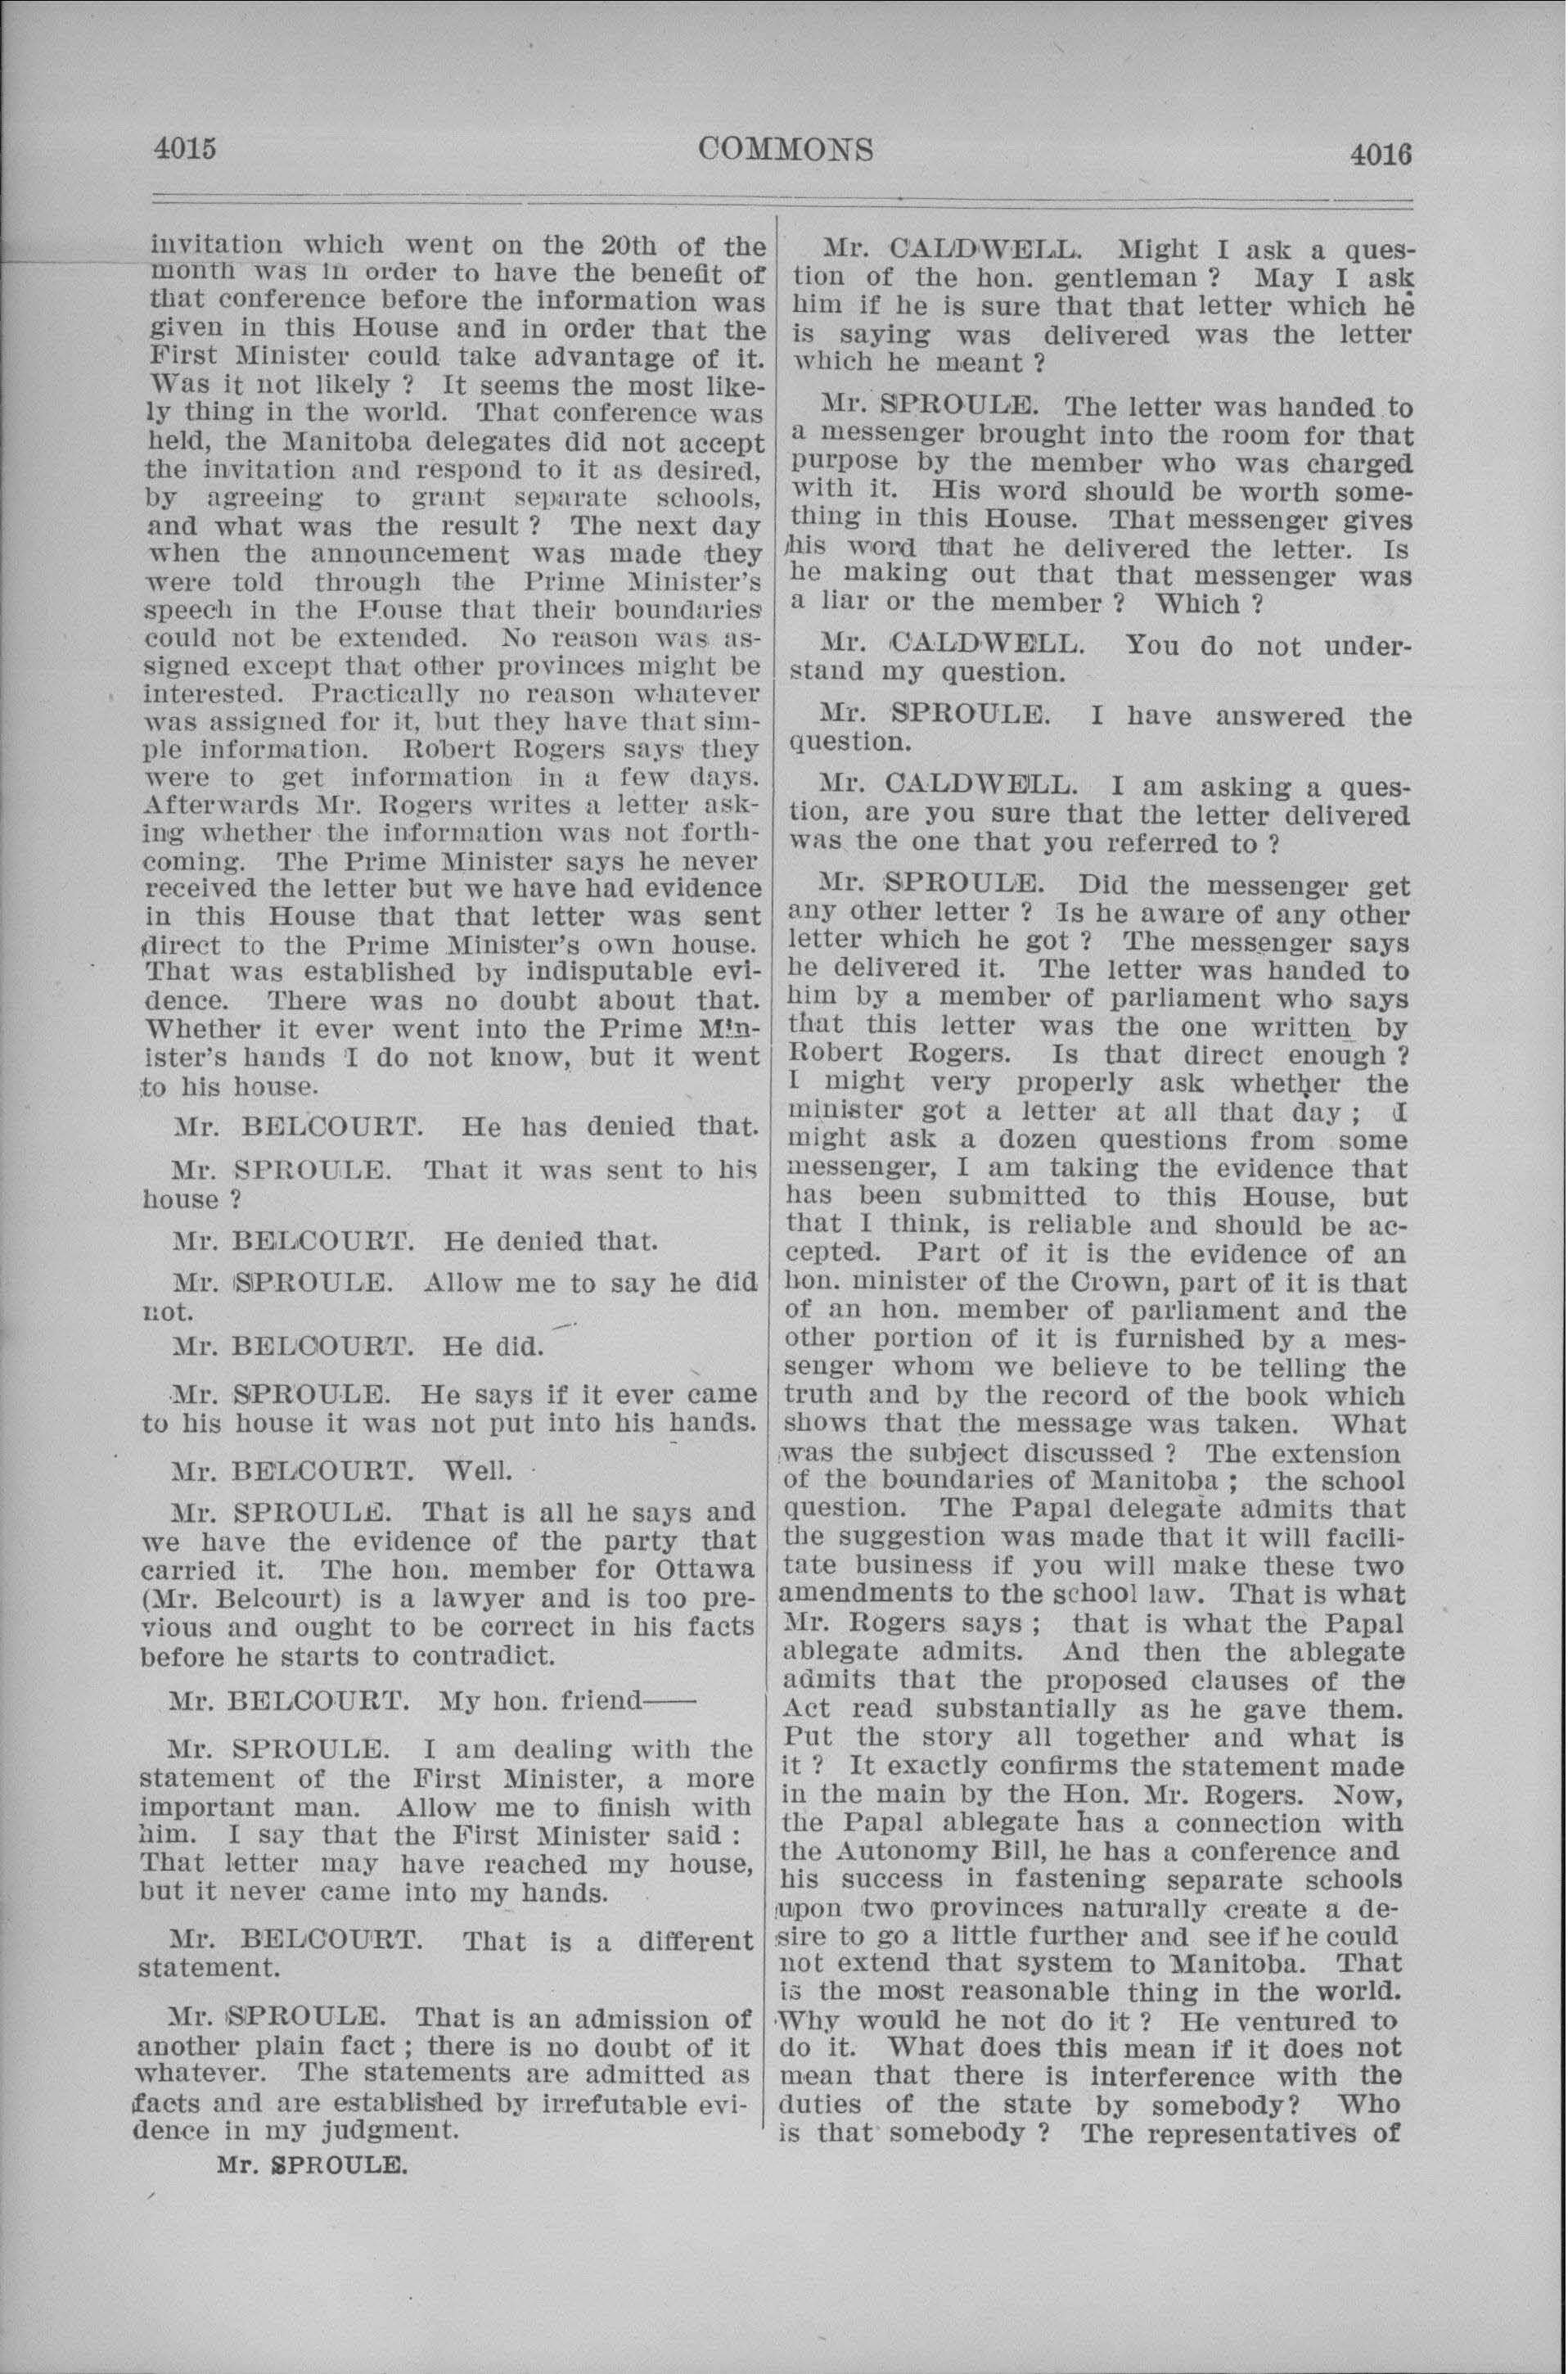 4015
COMMONS
4016
invitation which went on the 20th of the
month was in order to have the benefit of
that conference before the information was
given in this House and in order that the
First Minister could take advantage of it.
Was it not likely ? It seems the most like-
ly thing in the world. That conference was
held, the Manitoba delegates did not accept
the invitation and respond to it as desired,
by agreeing to grant separate schools,
and what was the result ? The next day
when the announcement was made they
were told through the Prime Minister's
speech in the House that their boundaries
could not be extended. No reason was as-
signed except that other provinces might be
interested. Practically no reason whatever
was assigned for it, but they have that sim-
ple information. Robert Rogers says they
were to get information in a few days.
Afterwards Mr. Rogers writes a letter ask-
ing whether the information was not forth-
coming. The Prime Minister says he never
received the letter but we have had evidence
in this House that that letter was sent
direct to the Prime Minister's own house.
That was established by indisputable evi-
dence. There was no doubt about that.
Whether it ever went into the Prime Min-
ister's hands I do not know, but it went
to his house.
Mr. BELCOURT. He has denied that.
Mr. SPROULE. That it was sent to his
house ?
Mr. BELCOURT. He denied that.
Mr. SPROULE. Allow me to say he did
not.
Mr. BELCOURT. He did.
Mr. SPROULE. He says if it ever came
to his house it was not put into his hands.
Mr. BELCOURT. Well.
Mr. SPROULE. That is all he says and
we have the evidence of the party that
carried it. The hon. member for Ottawa
(Mr. Belcourt) is a lawyer and is too pre-
vious and ought to be correct in his facts
before he starts to contradict.
Mr. BELCOURT. My hon. friend——
Mr. SPROULE. I am dealing with the
statement of the First Minister, a more
important man. Allow me to finish with
him. I say that the First Minister said :
That letter may have reached my house,
but it never came into my hands.
Mr. BELCOURT. That is a different
statement.
Mr. SPROULE. That is an admission of
another plain fact ; there is no doubt of it
whatever. The statements are admitted as
facts and are established by irrefutable evi-
dence in my judgment.
Mr. SPROULE.
Mr. CALDWELL. Might I ask a ques-
tion of the hon. gentleman ? May I ask
him if he is sure that that letter which he
is saying was delivered was the letter
which he meant ?
Mr. SPROULE. The letter was handed to
a messenger brought into the room for that
purpose by the member who was charged
with it. His word should be worth some-
thing in this House. That messenger gives
his word that he delivered the letter. Is
he making out that that messenger was
a liar or the member ? Which ?
Mr. CALDWELL. You do not under-
stand my question.
Mr. SPROULE. I have answered the
question.
Mr. CALDWELL. I am asking a ques-
tion, are you sure that the letter delivered
was the one that you referred to ?
Mr. SPROULE. Did the messenger get
any other letter ? Is he aware of any other
letter which he got ? The messenger says
he delivered it. The letter was handed to
him by a member of parliament who says
that this letter was the one written by
Robert Rogers. Is that direct enough ?
I might very properly ask whether the
minister got a letter at all that day ; I
might ask a dozen questions from some
messenger, I am taking the evidence that
has been submitted to this House, but
that I think, is reliable and should be ac-
cepted. Part of it is the evidence of an
hon. minister of the Crown, part of it is that
of an hon. member of parliament and the
other portion of it is furnished by a mes-
senger whom we believe to be telling the
truth and by the record of the book which
shows that the message was taken. What
was the subject discussed ? The extension
of the boundaries of Manitoba ; the school
question. The Papal delegate admits that
the suggestion was made that it will facili-
tate business if you will make these two
amendments to the school law. That is what
Mr. Rogers says ; that is what the Papal
ablegate admits. And then the ablegate
admits that the proposed clauses of the
Act read substantially as he gave them.
Put the story all together and what is
it ? It exactly confirms the statement made
in the main by the Hon. Mr. Rogers. Now,
the Papal ablegate has a connection with
the Autonomy Bill, he has a conference and
his success in fastening separate schools
upon two provinces naturally create a de-
sire to go a little further and see if he could
not extend that system to Manitoba. That
is the most reasonable thing in the world.
Why would he not do it ? He ventured to
do it. What does this mean if it does not
mean that there is interference with the
duties of the state by somebody? Who
is that somebody ? The representatives of